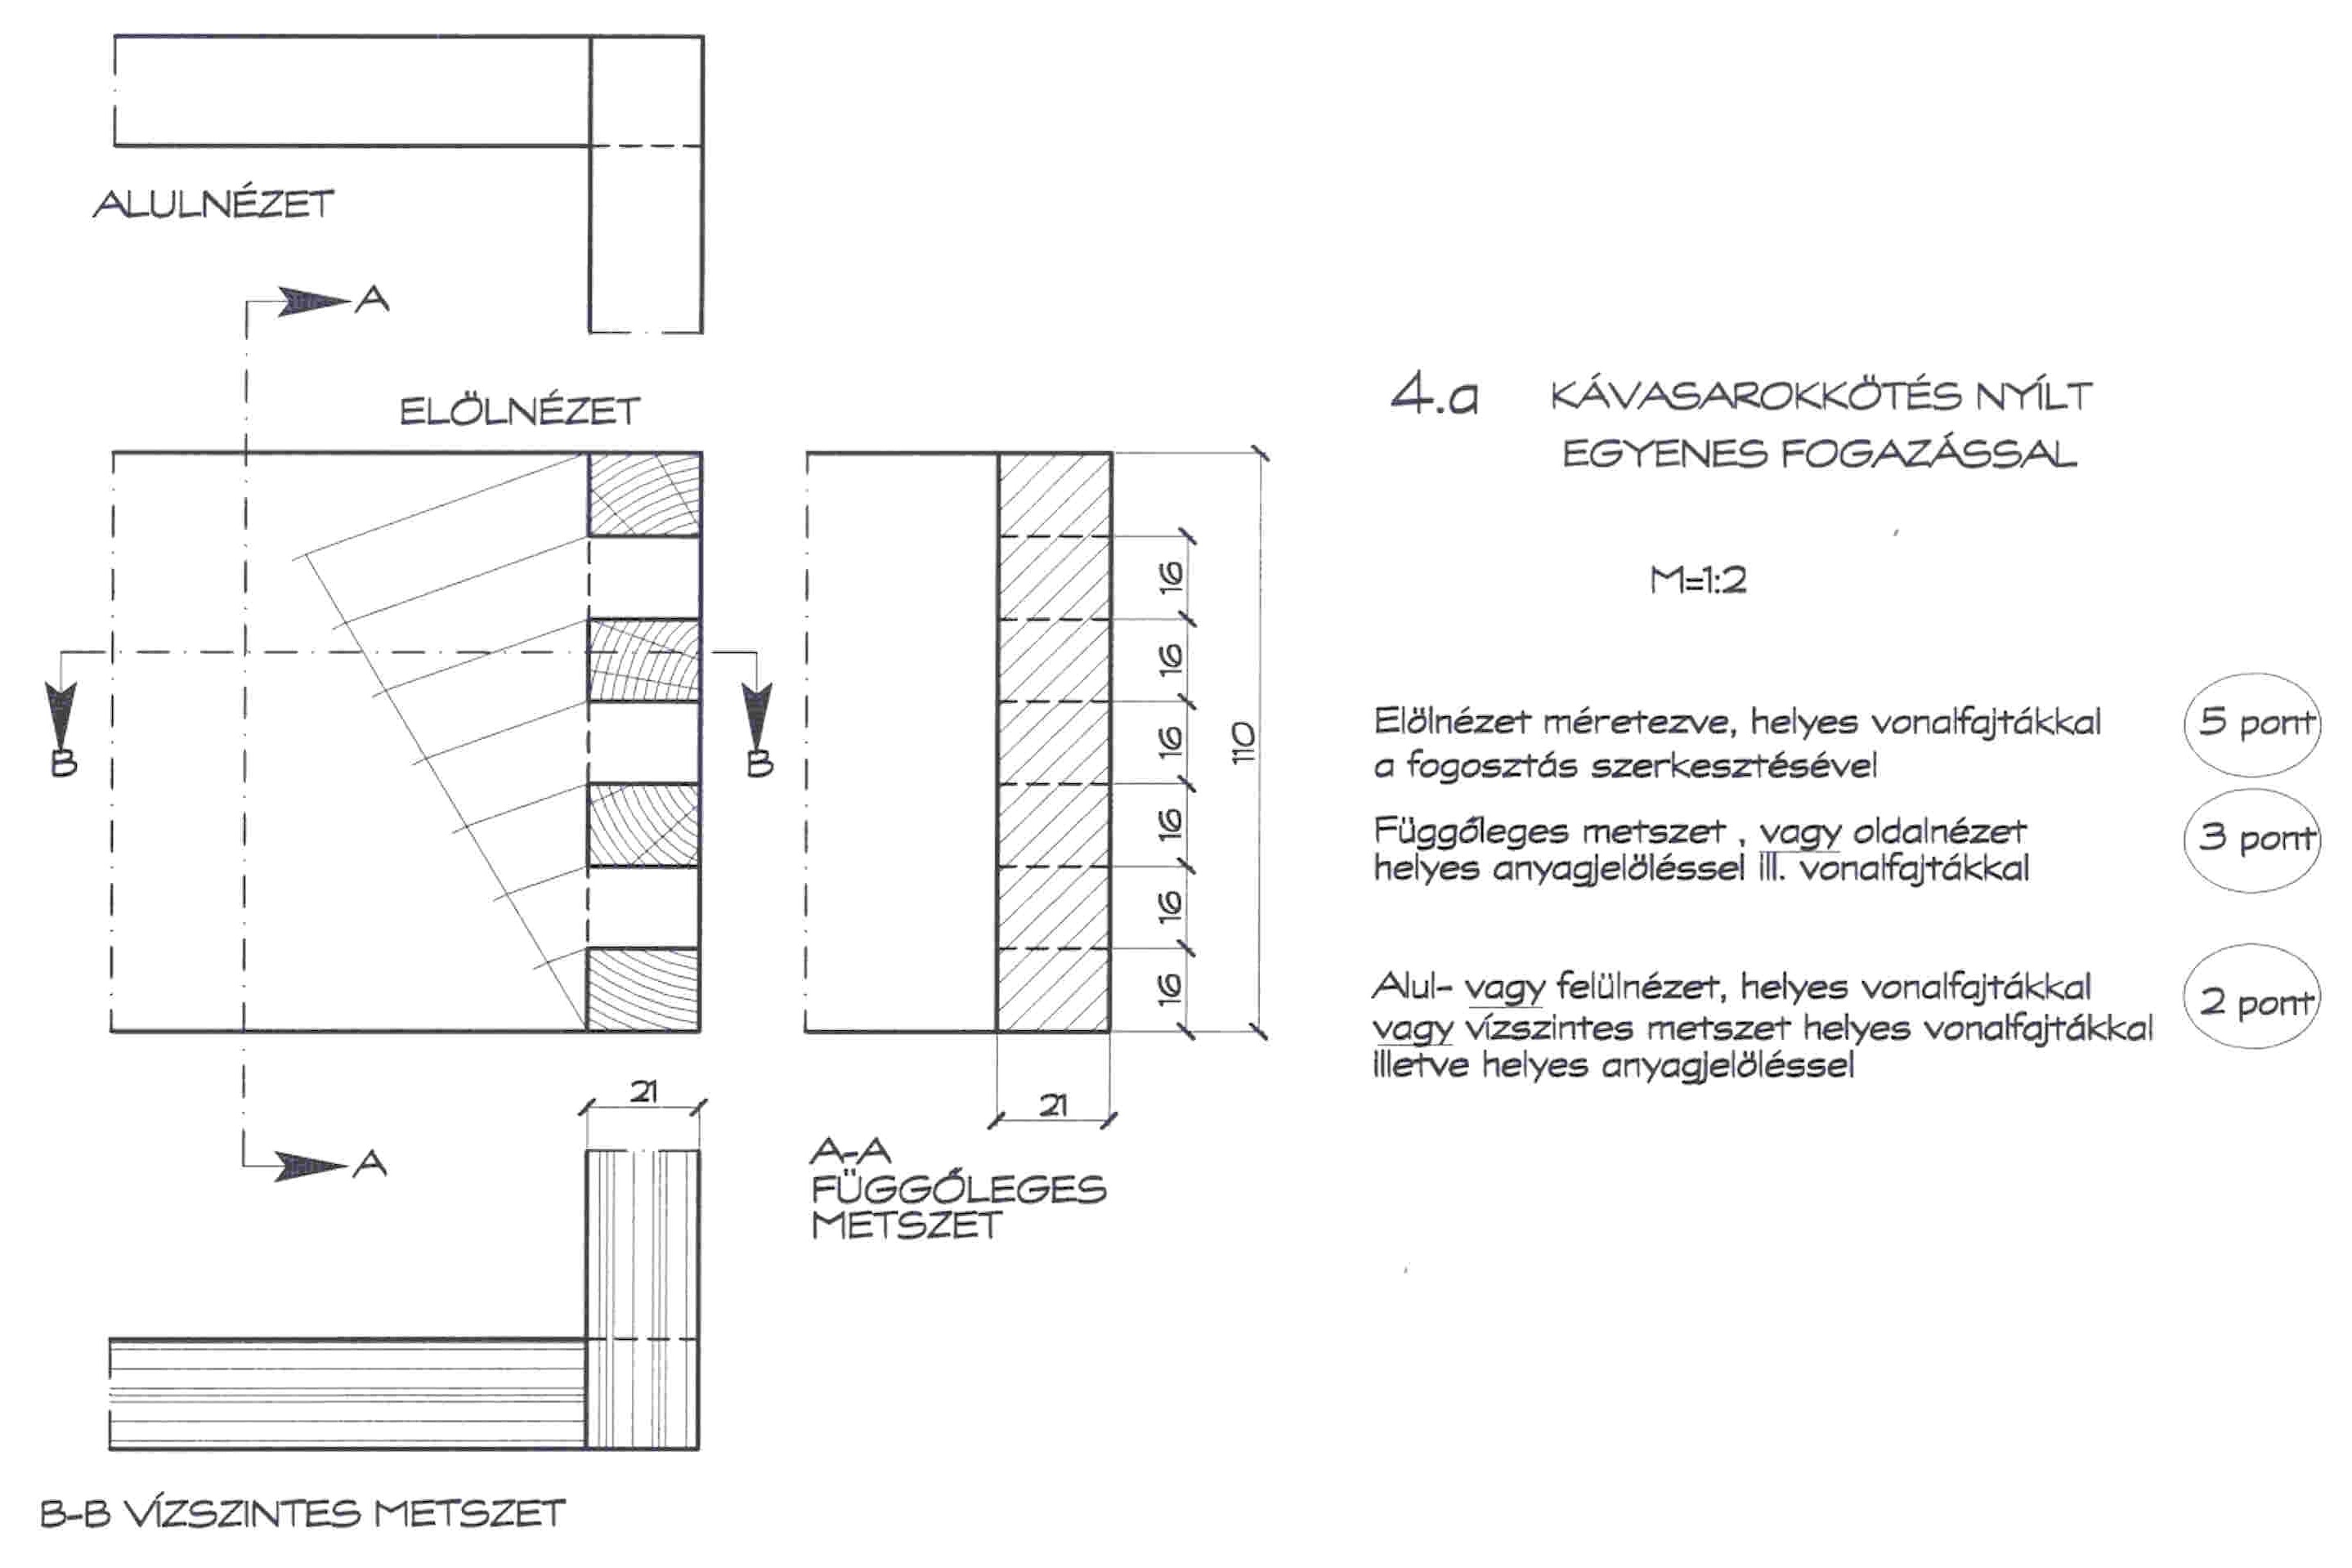 ALULNÉZET
A
ELÖLNÉZET
B
B
A
21
B-B VÍZSZINTES METSZET
16
16
16
16
16
16
110
21
A-A
FÜGGŐLEGES
METSZET
4.a KÁVASAROKKÖTÉS NYÍLT
EGYENES FOGAZÁSSAL
M=1:2
Elölnézet méretezve, helyes vonalfajtákkal
a fogosztás szerkesztésével
5 pont
Függőleges metszet, vagy oldalnézet
helyes anyagjelöléssel ill. vonalfajtákkal
3 pont
Alul- vagy felülnézet, helyes vonalfajtákkal
vagy vízszintes metszet helyes vonalfajtákkal
illetve helyes anyagjelöléssel
2 pont